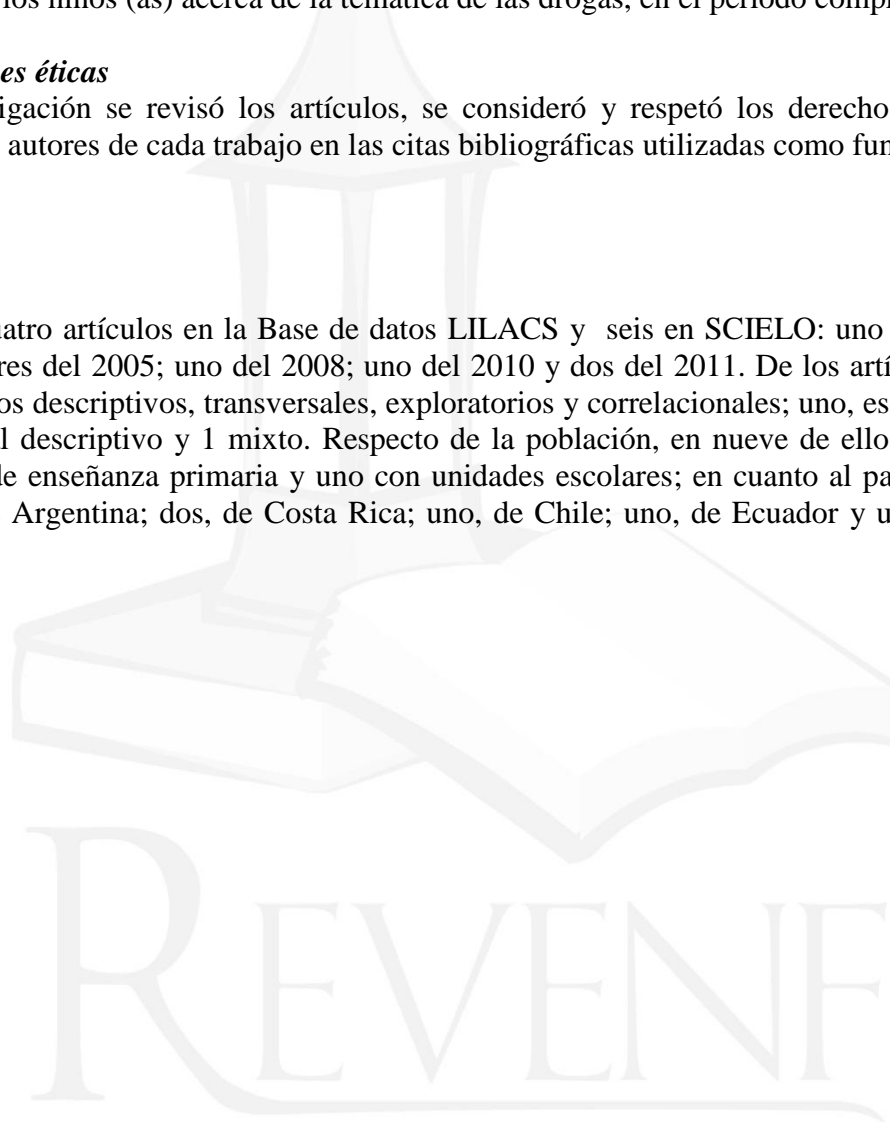 los niños (as) acerca de la temática de las drogas, en el período comp
es éticas
igación se revisó los artículos, se consideró y respetó los derecho
autores de cada trabajo en las citas bibliográficas utilizadas como fun
atro artículos en la Base de datos LILACS y seis en SCIELO: uno
res del 2005; uno del 2008; uno del 2010 y dos del 2011. De los artí
os descriptivos, transversales, exploratorios y correlacionales; uno, es
l descriptivo y 1 mixto. Respecto de la población, en nueve de ello
de enseñanza primaria y uno con unidades escolares; en cuanto al pa
Argentina; dos, de Costa Rica; uno, de Chile; uno, de Ecuador y u
REVENF